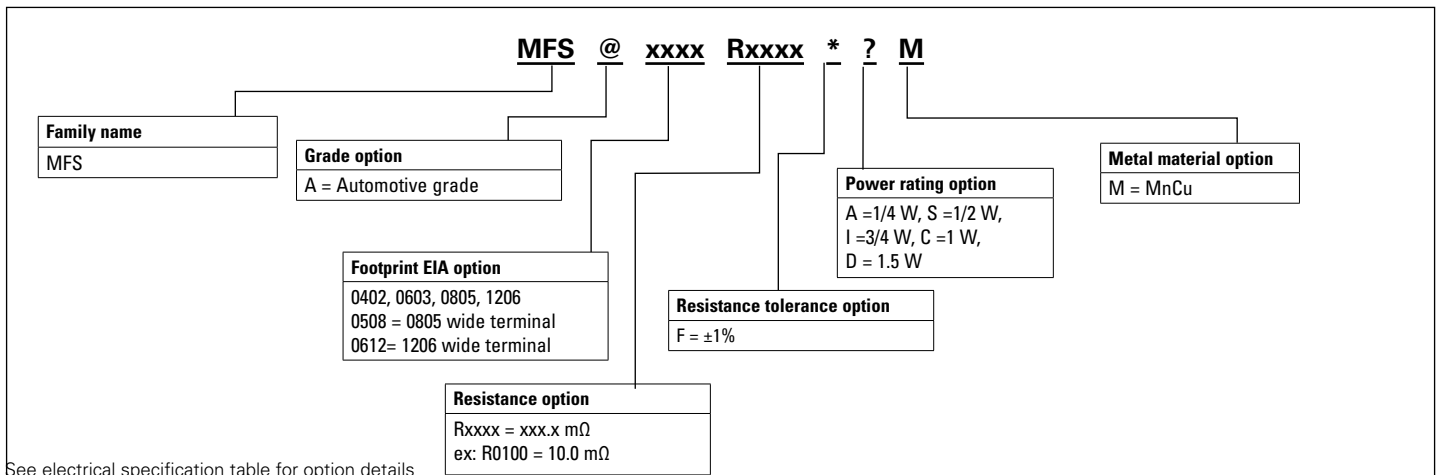 MFS @ xxxx Rxxxx * ? M
Family name
MFS
Grade option
A = Automotive grade
Footprint EIA option
0402, 0603, 0805, 1206
0508 = 0805 wide terminal
0612= 1206 wide terminal
Resistance option
Rxxxx = xxx.x mΩ
ex: R0100 = 10.0 mΩ
Resistance tolerance option
F = ±1%
Power rating option
A =1/4 W, S =1/2 W,
I =3/4 W, C =1 W,
D = 1.5 W
Metal material option
M = MnCu
See electrical specification table for option details